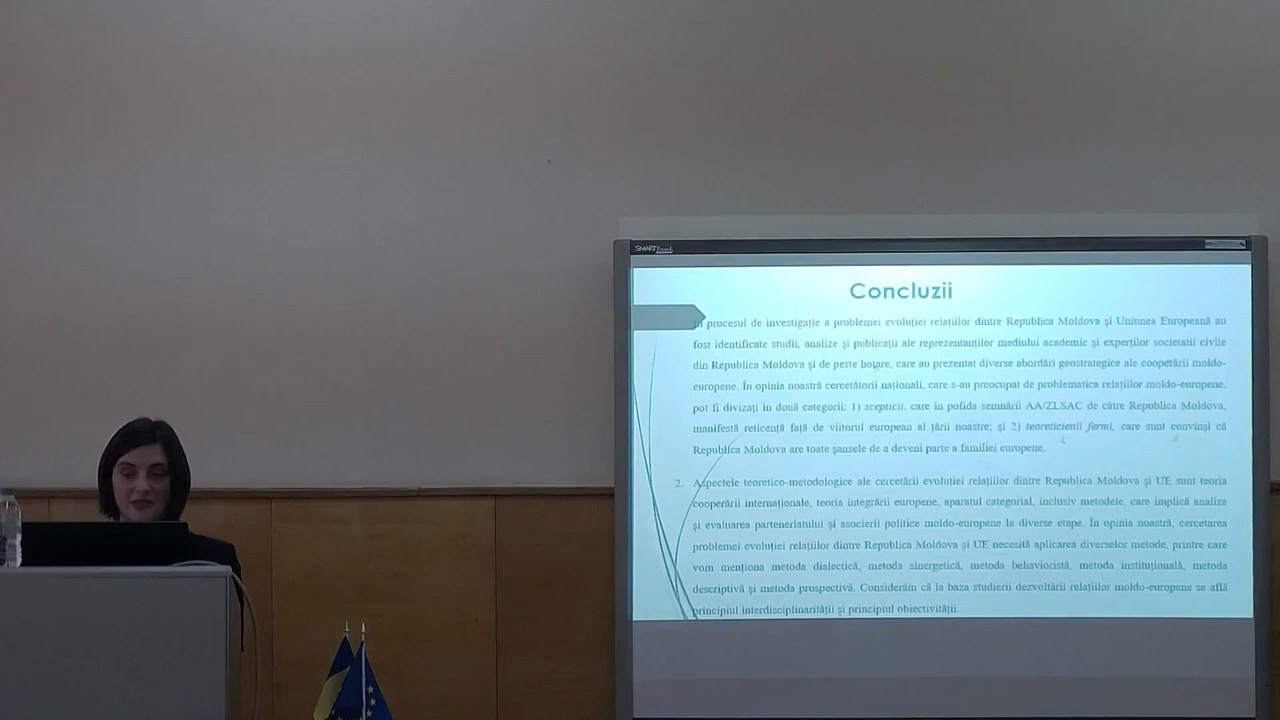 SMART
Concluzii
procesul de investigație a problemei evoluției relațiilor dintre Republica Moldova și Uniunea Europeană au
fost identificate studii, analize și publicații ale reprezentanților mediului academic și experților societatii civile
din Republica Moldova și de peste hotare, care au prezentat diverse abordări geostrategice ale cooperării moldo-
europene. În opinia noastră cercetătorii naționali, care s-au preocupat de problematica relațiilor moldo-europene,
pot fi divizați în două categorii: 1) scepticii, care în pofida semnării AA/ZLSAC de către Republica Moldova,
manifestă reticență față de viitorul european al țării noastre; și 2) teoreticienii fermi, care sunt convinși că
Republica Moldova are toate șansele de a deveni parte a familiei europene.
2. Aspectele teoretico-metodologice ale cercetării evoluției relațiilor dintre Republica Moldova și UE sunt teoria
cooperării internaționale, teoria integrării europene, aparatul categorial, inclusiv metodele, care implică analiza
și evaluarea parteneriatului și asocierii politice moldo-europene la diverse etape. În opinia noastră, cercetarea
problemei evoluției relațiilor dintre Republica Moldova și UE necesită aplicarea diverselor metode, printre care
vom menționa metoda dialectică, metoda sinergetică, metoda behavioristă, metoda instituțională, metoda
descriptivă și metoda prospectivă. Considerăm că la baza studierii dezvoltării relațiilor moldo-europene se află
principiul interdisciplinarității și principiul obiectivității.